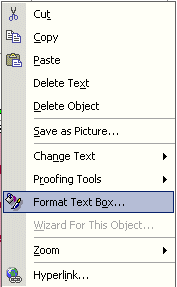 Cut
Copy
Paste
Delete Text
Delete Object
Save as Picture...
Change Text
Proofing Tools
Format Text Box...
Wizard For This Object...
Zoom
Hyperlink...